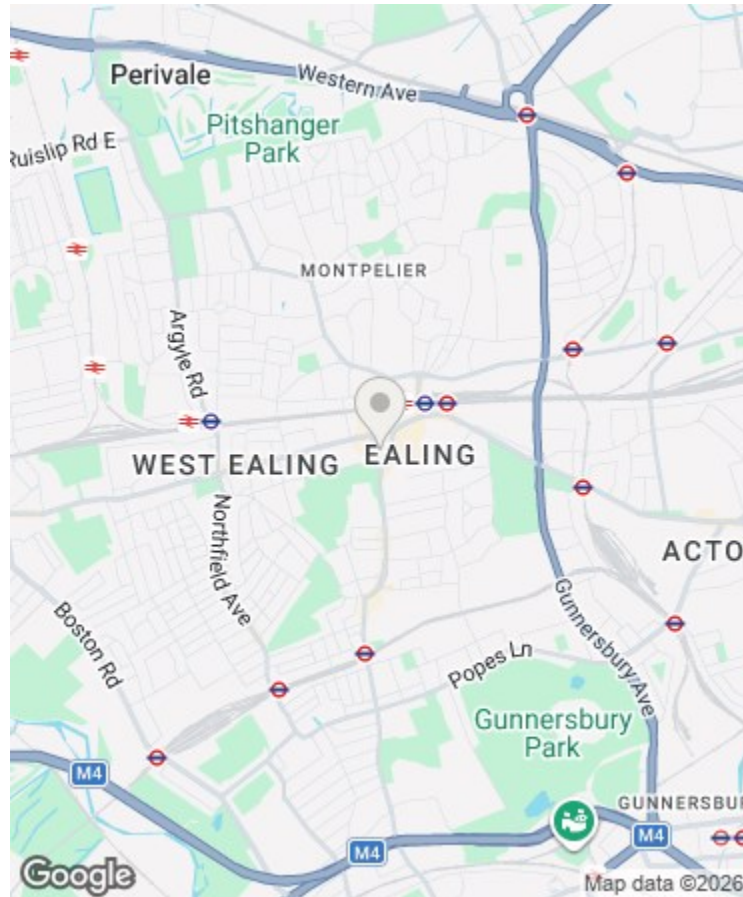 Perivale
Western Ave
Pitshanger
Park
Ruislip Rd E
MONTPELIER
Argyle Rd
WEST EALING
EALING
Northfield Ave
ACTO
Boston Rd
Gunnersbury Ave
Popes Ln
Gunnersbury
Park
M4
GUNNERSBU
M4
M4
Google
Map data ©2026